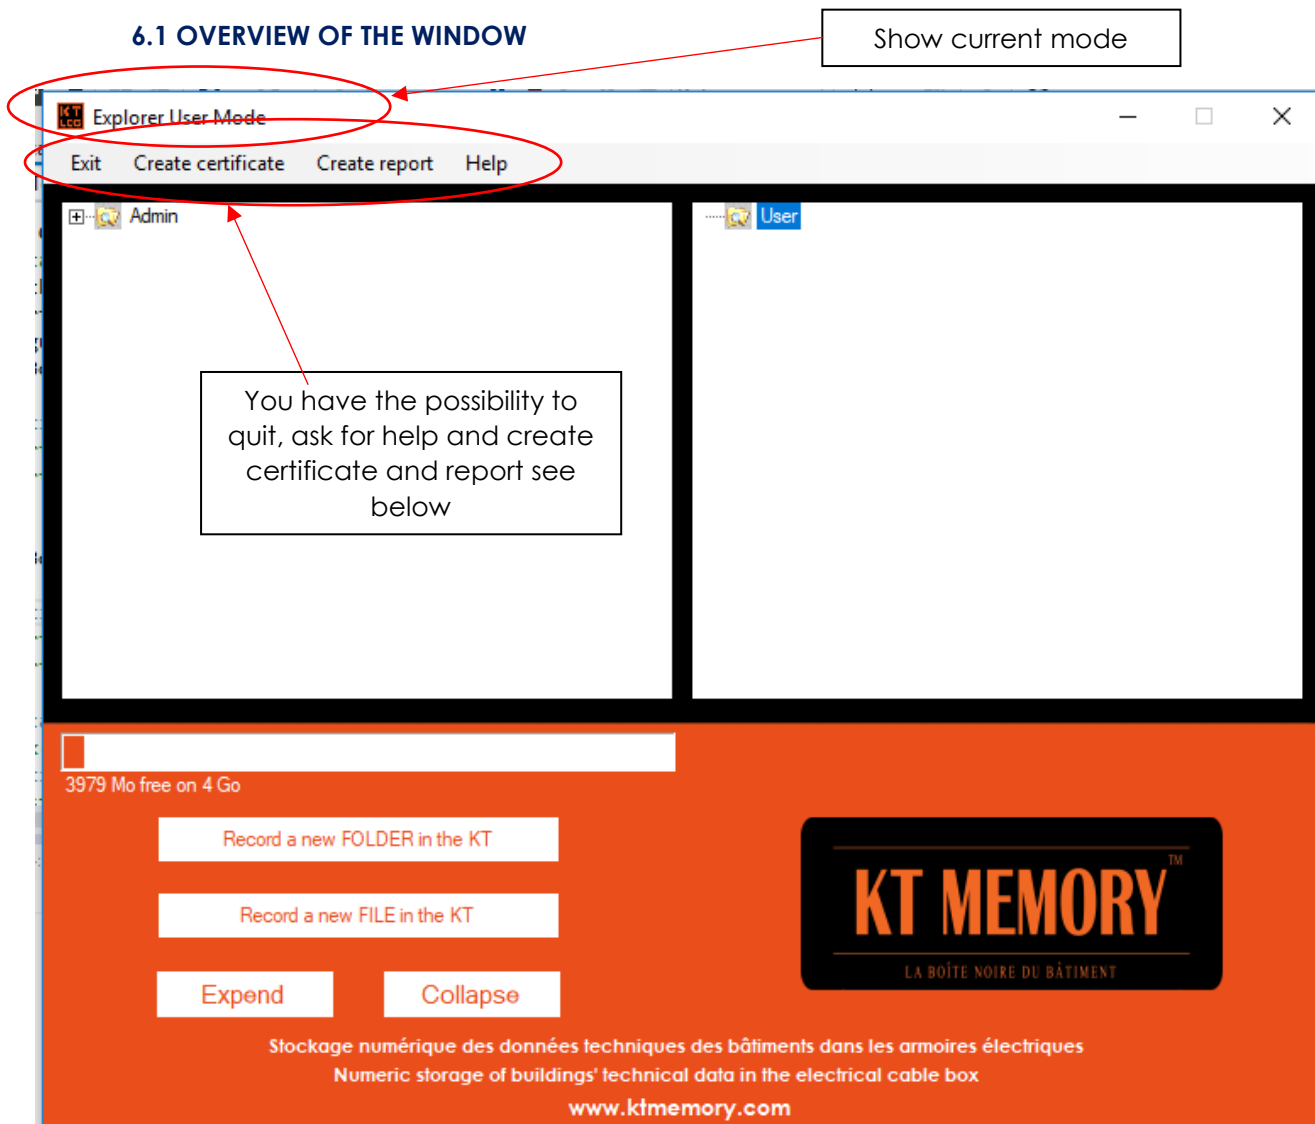 6.1 OVERVIEW OF THE WINDOW
Show current mode
KT
LCO
Explorer User Mode
Exit Create certificate Create report Help
Admin
User
You have the possibility to
quit, ask for help and create
certificate and report see
below
3979 Mo free on 4 Go
Record a new FOLDER in the KT
Record a new FILE in the KT
Expend Collapse
KT MEMORY™
LA BOÎTE NOIRE DU BÂTIMENT
Stockage numérique des données techniques des bâtiments dans les armoires électriques
Numeric storage of buildings' technical data in the electrical cable box
www.ktmemory.com